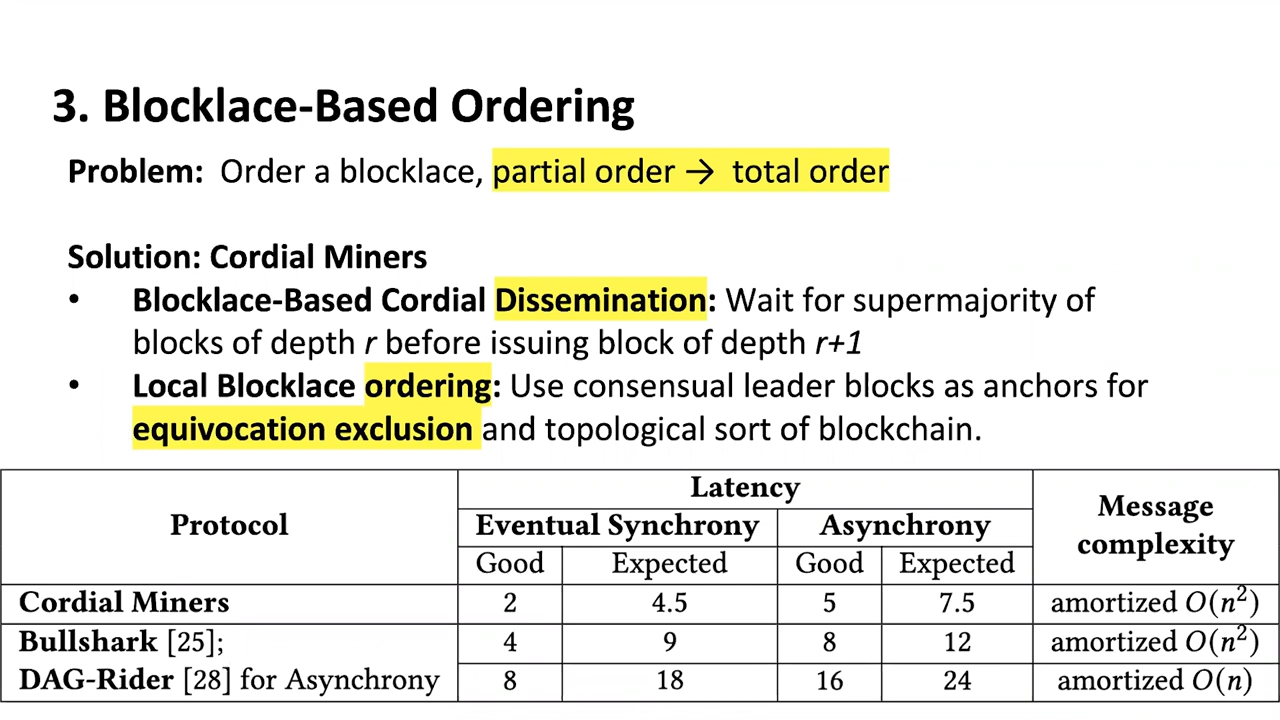 3. Blocklace-Based Ordering
Problem: Order a blocklace, partial order → total order
Solution: Cordial Miners
• Blocklace-Based Cordial Dissemination: Wait for supermajority of
blocks of depth r before issuing block of depth r+1
• Local Blocklace ordering: Use consensual leader blocks as anchors for
equivocation exclusion and topological sort of blockchain.
Protocol Latency Message complexity
Eventual Synchrony Asynchrony
Good Expected Good Expected
Cordial Miners 2 4.5 5 7.5 amortized O(n²)
Bullshark [25]; 4 9 8 12 amortized O(n²)
DAG-Rider [28] for Asynchrony 8 18 16 24 amortized O(n)